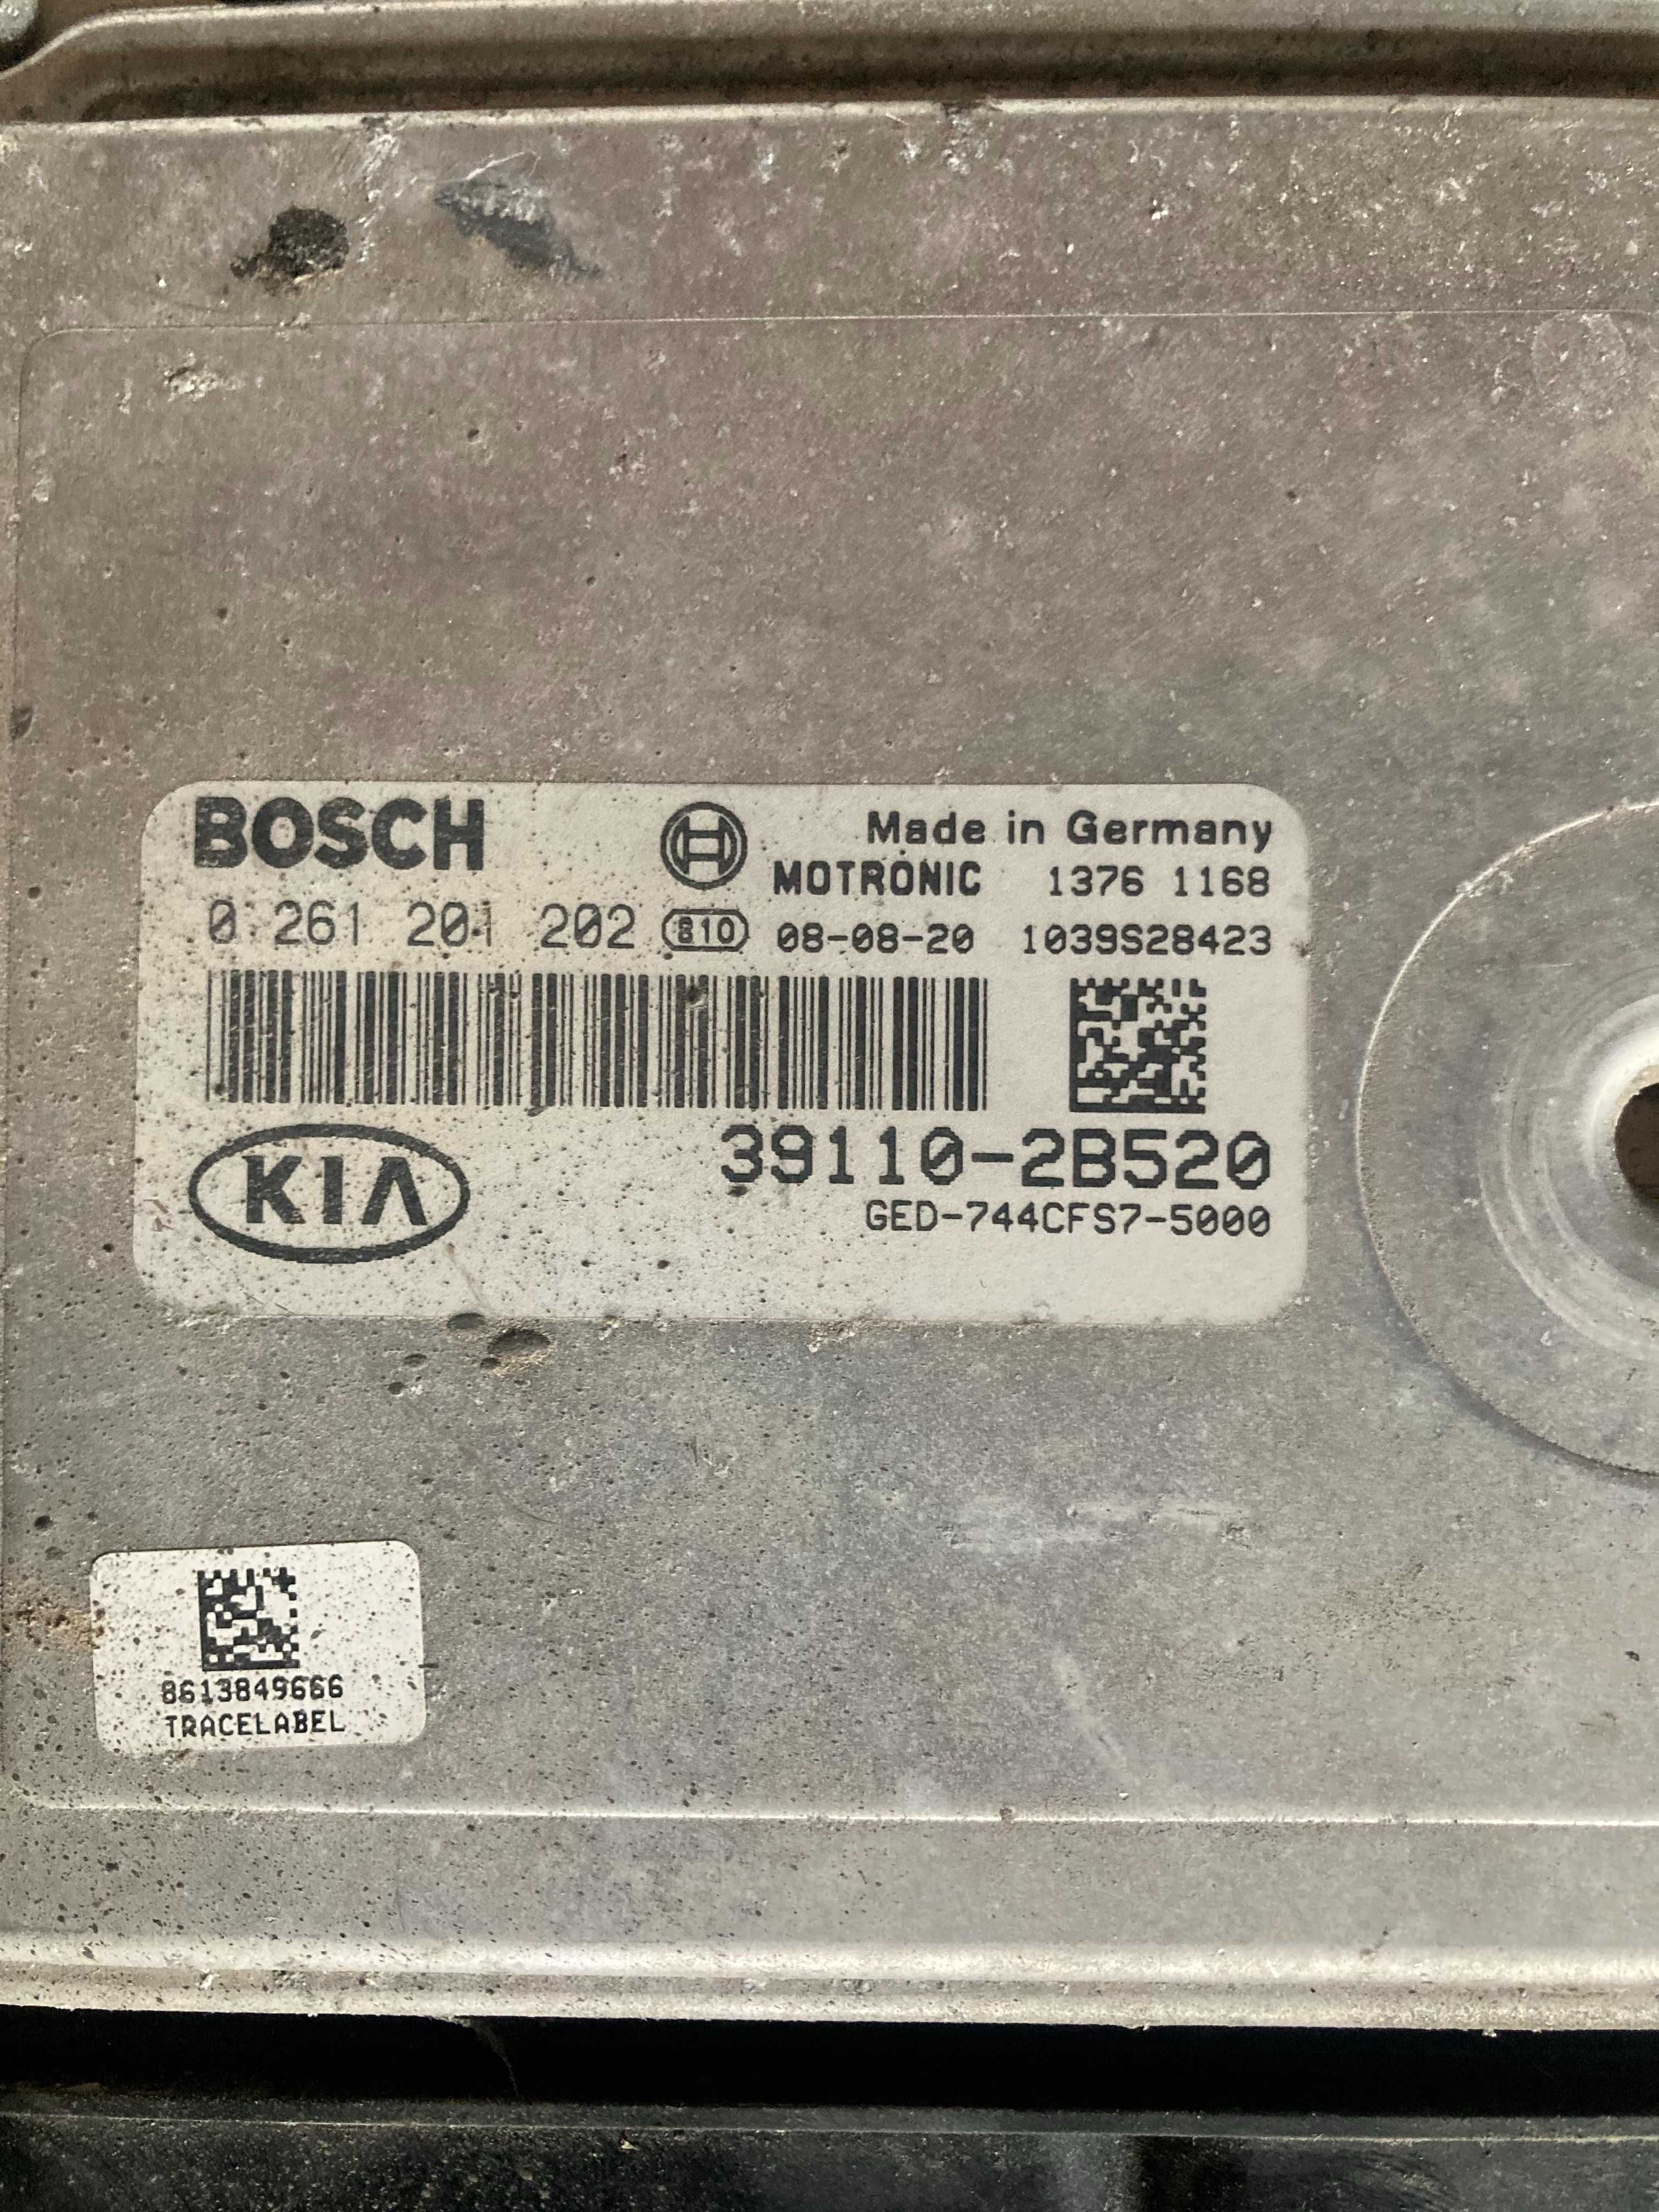 BOSCH
Made in Germany
MOTRONIC 1376 1168
0 261 201 202 810 08-08-20 1039S28423
39110-2B520
KIA
GED-744CFS7-5000
8613849666
TRACELABEL